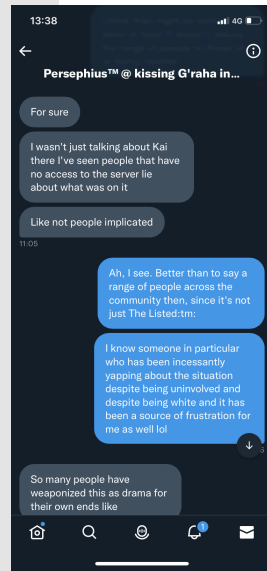 13:38
4G
Persephius™ @ kissing G'raha in...
For sure
I wasn't just talking about Kai
there I've seen people that have
no access to the server lie
about what was on it
Like not people implicated
11:05
Ah, I see. Better than to say a
range of people across the
community then, since it's not
just The Listed:tm:
I know someone in particular
who has been incessantly
yapping about the situation
despite being uninvolved and
despite being white and it has
been a source of frustration for
me as well lol
So many people have
weaponized this as drama for
their own ends like
1